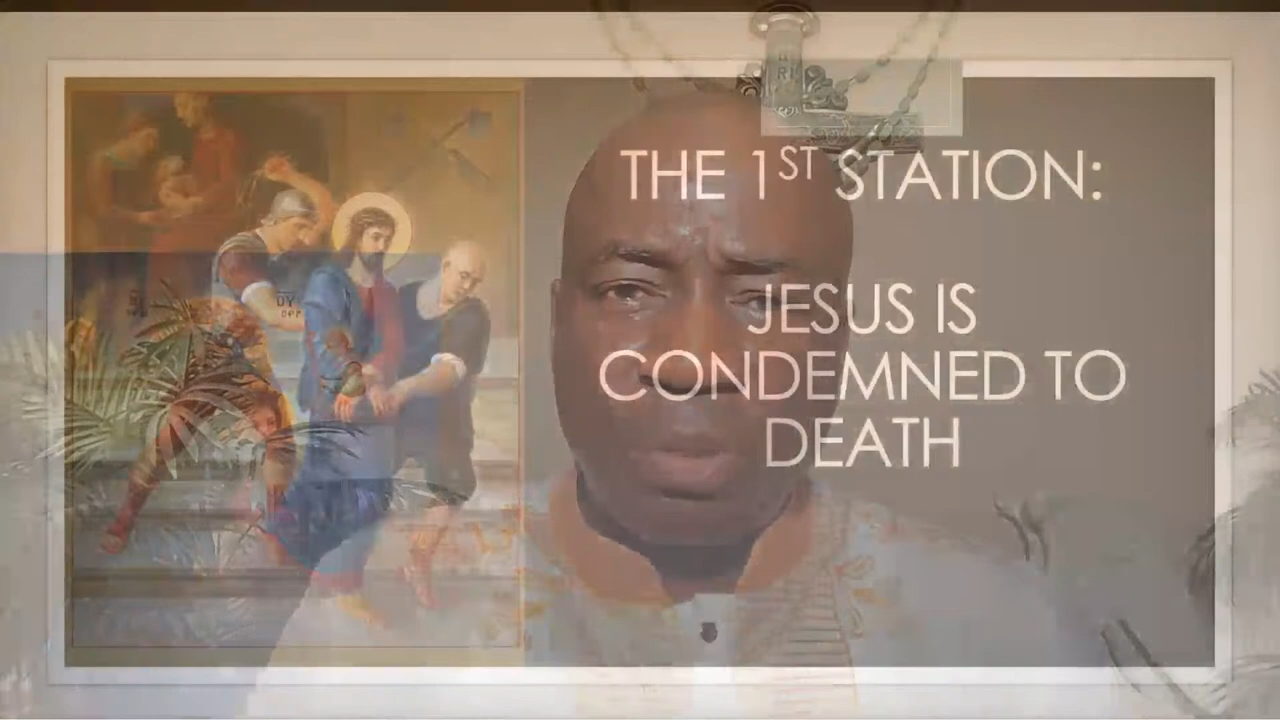 THE 1ST STATION:
JESUS IS
CONDEMNED TO
DEATH